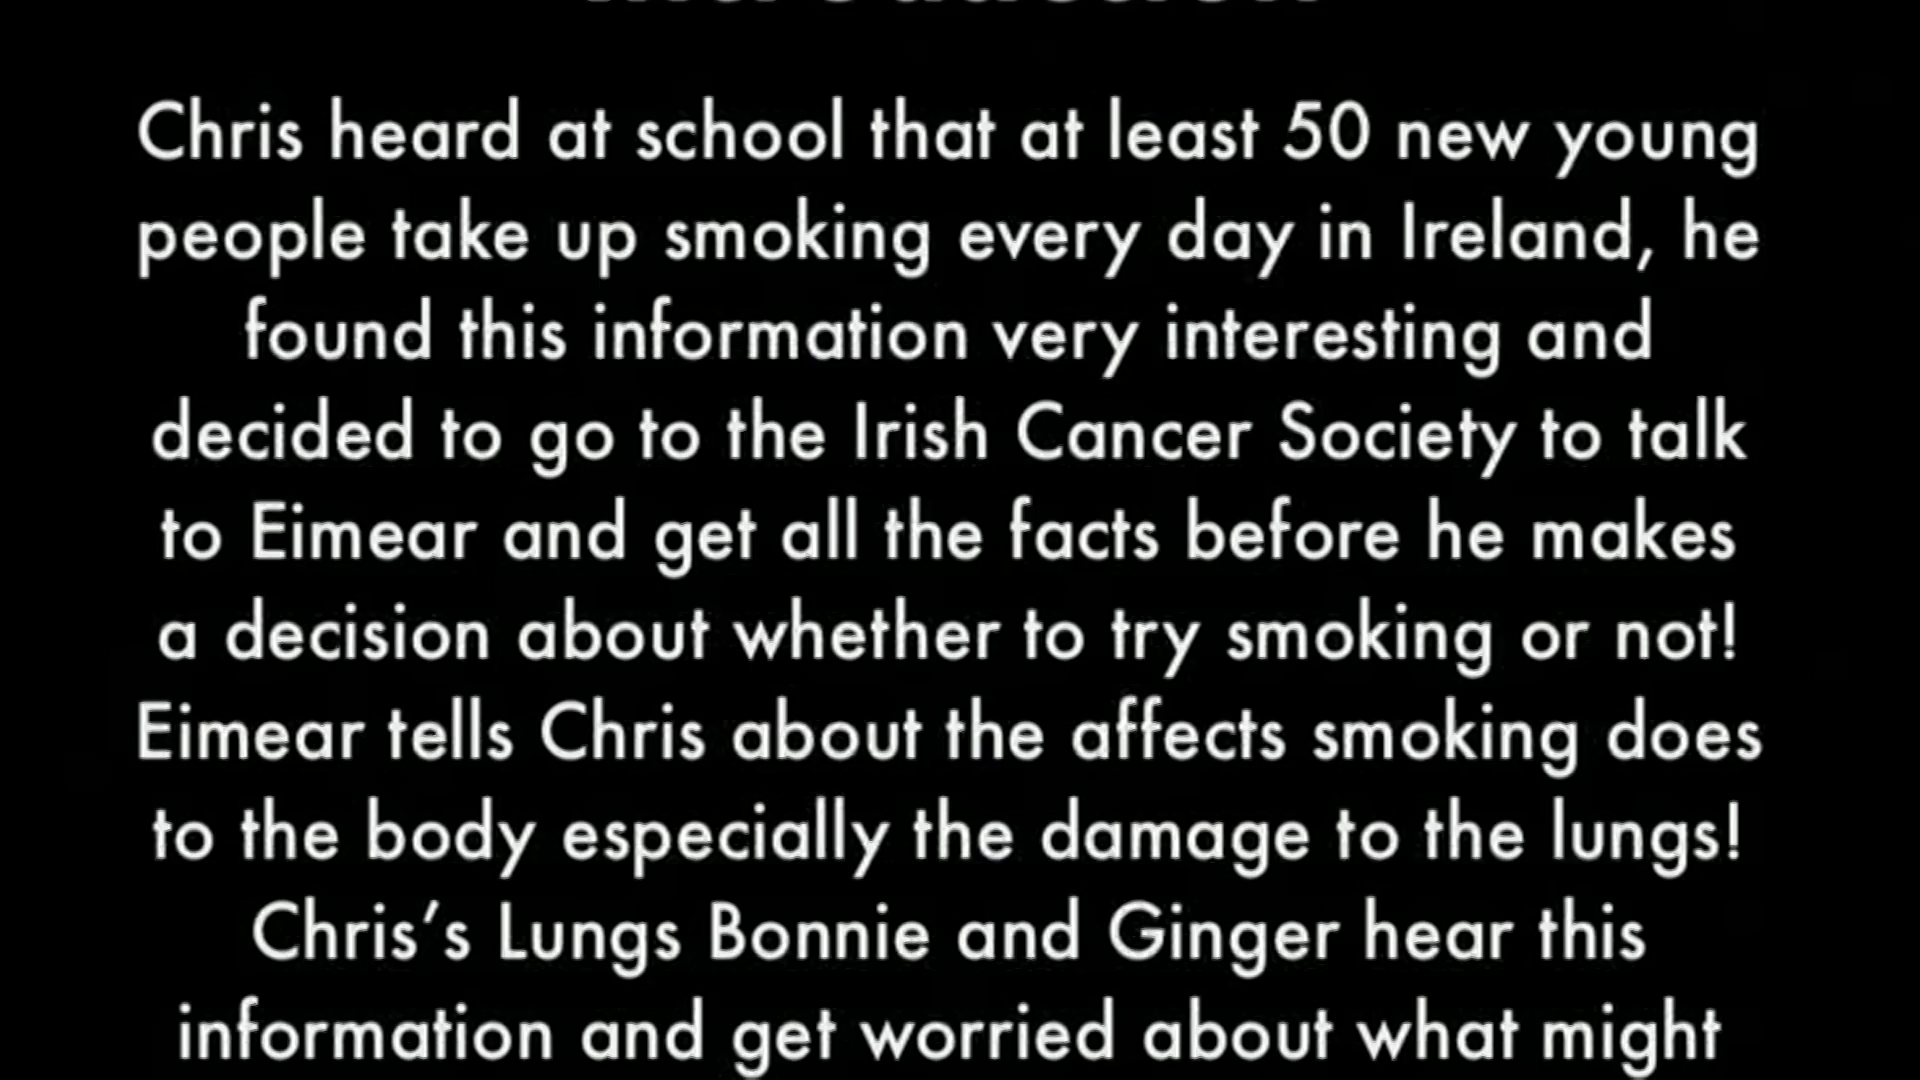 Chris heard at school that at least 50 new young
people take up smoking every day in Ireland, he
found this information very interesting and
decided to go to the Irish Cancer Society to talk
to Eimear and get all the facts before he makes
a decision about whether to try smoking or not!
Eimear tells Chris about the affects smoking does
to the body especially the damage to the lungs!
Chris’s Lungs Bonnie and Ginger hear this
information and get worried about what might